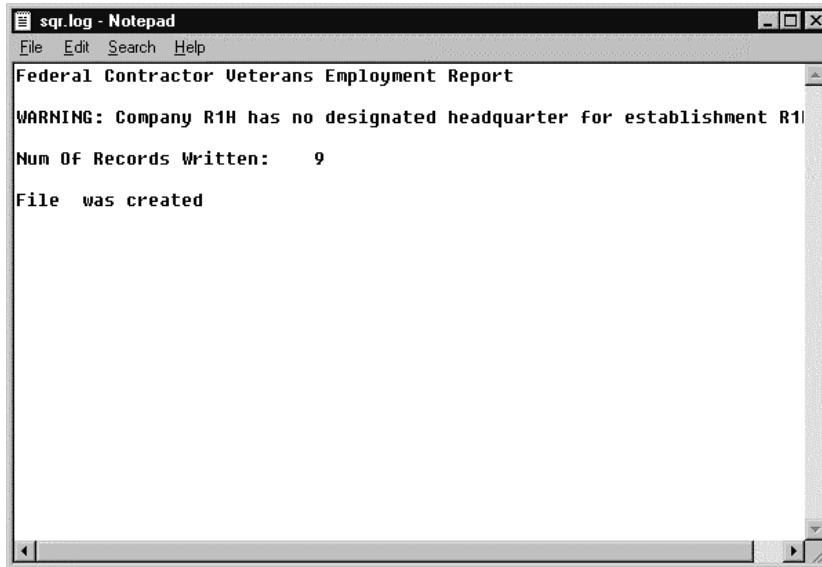 sqr.log - Notepad
File Edit Search Help
Federal Contractor Veterans Employment Report
WARNING: Company R1H has no designated headquarter for establishment
Num Of Records Written:    9
File  was created